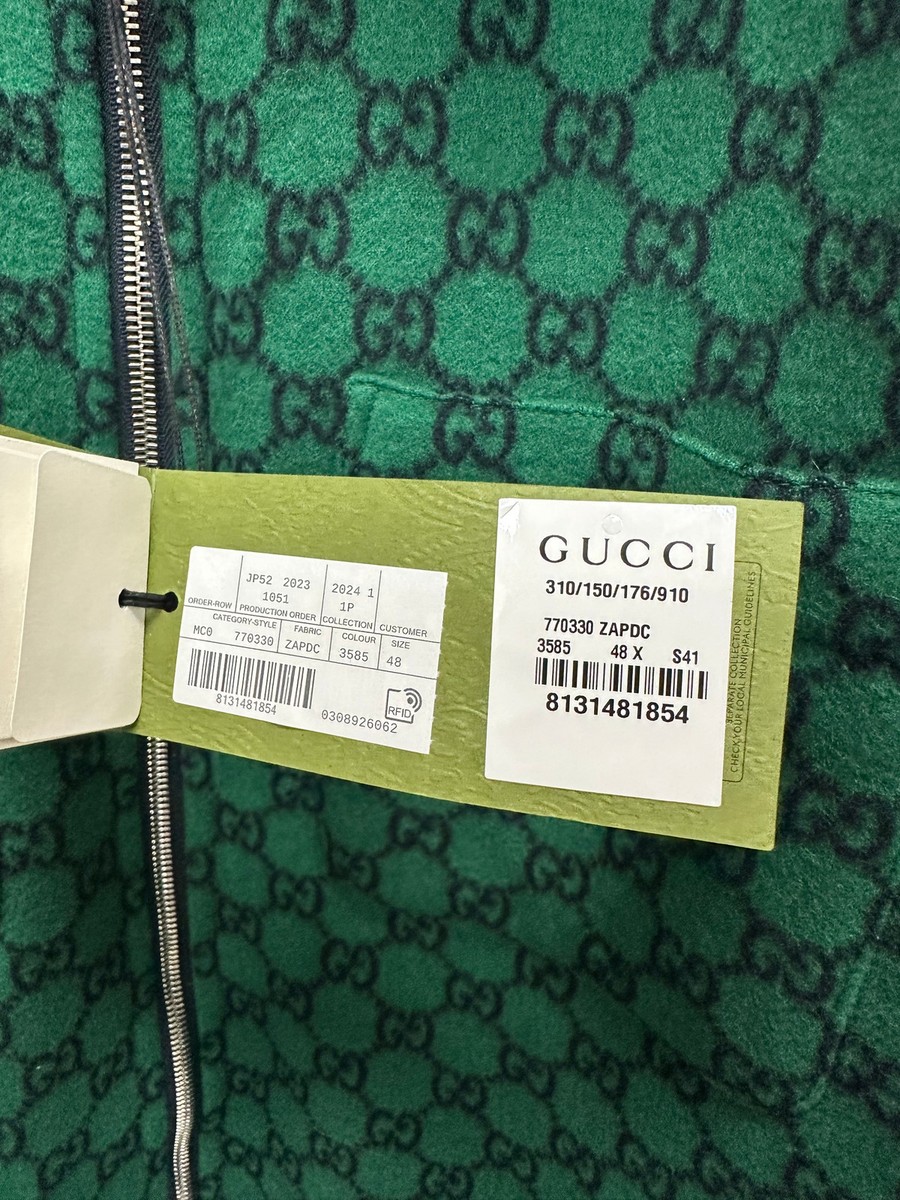 JP52 2023
1051
2024 1
1P
ORDER-ROW PRODUCTION ORDER COLLECTION CUSTOMER
CATEGORY-STYLE FABRIC COLOUR SIZE
MC0 770330 ZAPDC 3585 48
8131481854
RFID
0308926062
GUCCI
310/150/176/910
770330 ZAPDC
3585 48 X S41
8131481854
SEPARATE COLLECTION
CHECK YOUR LOCAL MUNICIPAL GUIDELINES